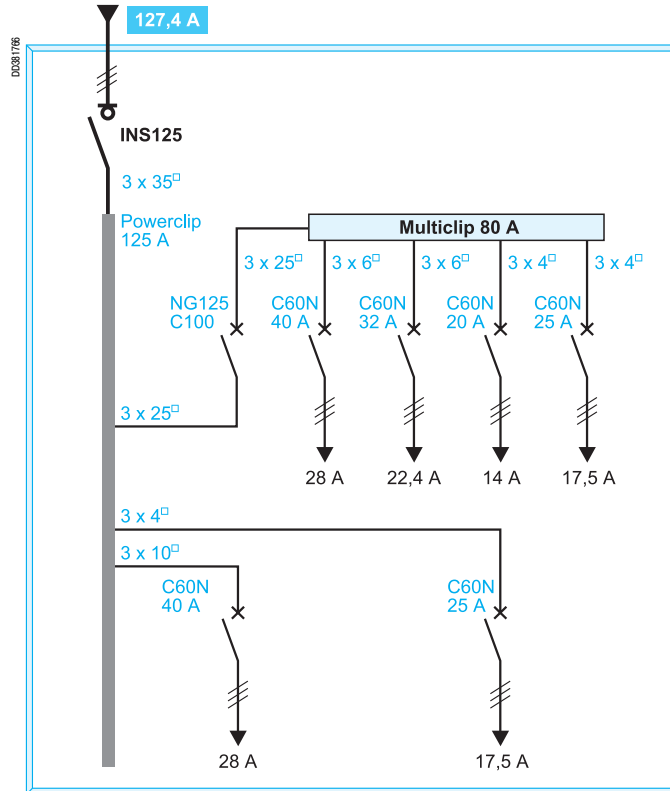 127,4 A
DD381766
INS125
3 x 35□
Powerclip
125 A
Multiclip 80 A
3 x 25□
3 x 6□
3 x 6□
3 x 4□
3 x 4□
NG125
C100
C60N
40 A
C60N
32 A
C60N
20 A
C60N
25 A
3 x 25□
28 A
22,4 A
14 A
17,5 A
3 x 4□
3 x 10□
C60N
40 A
C60N
25 A
28 A
17,5 A